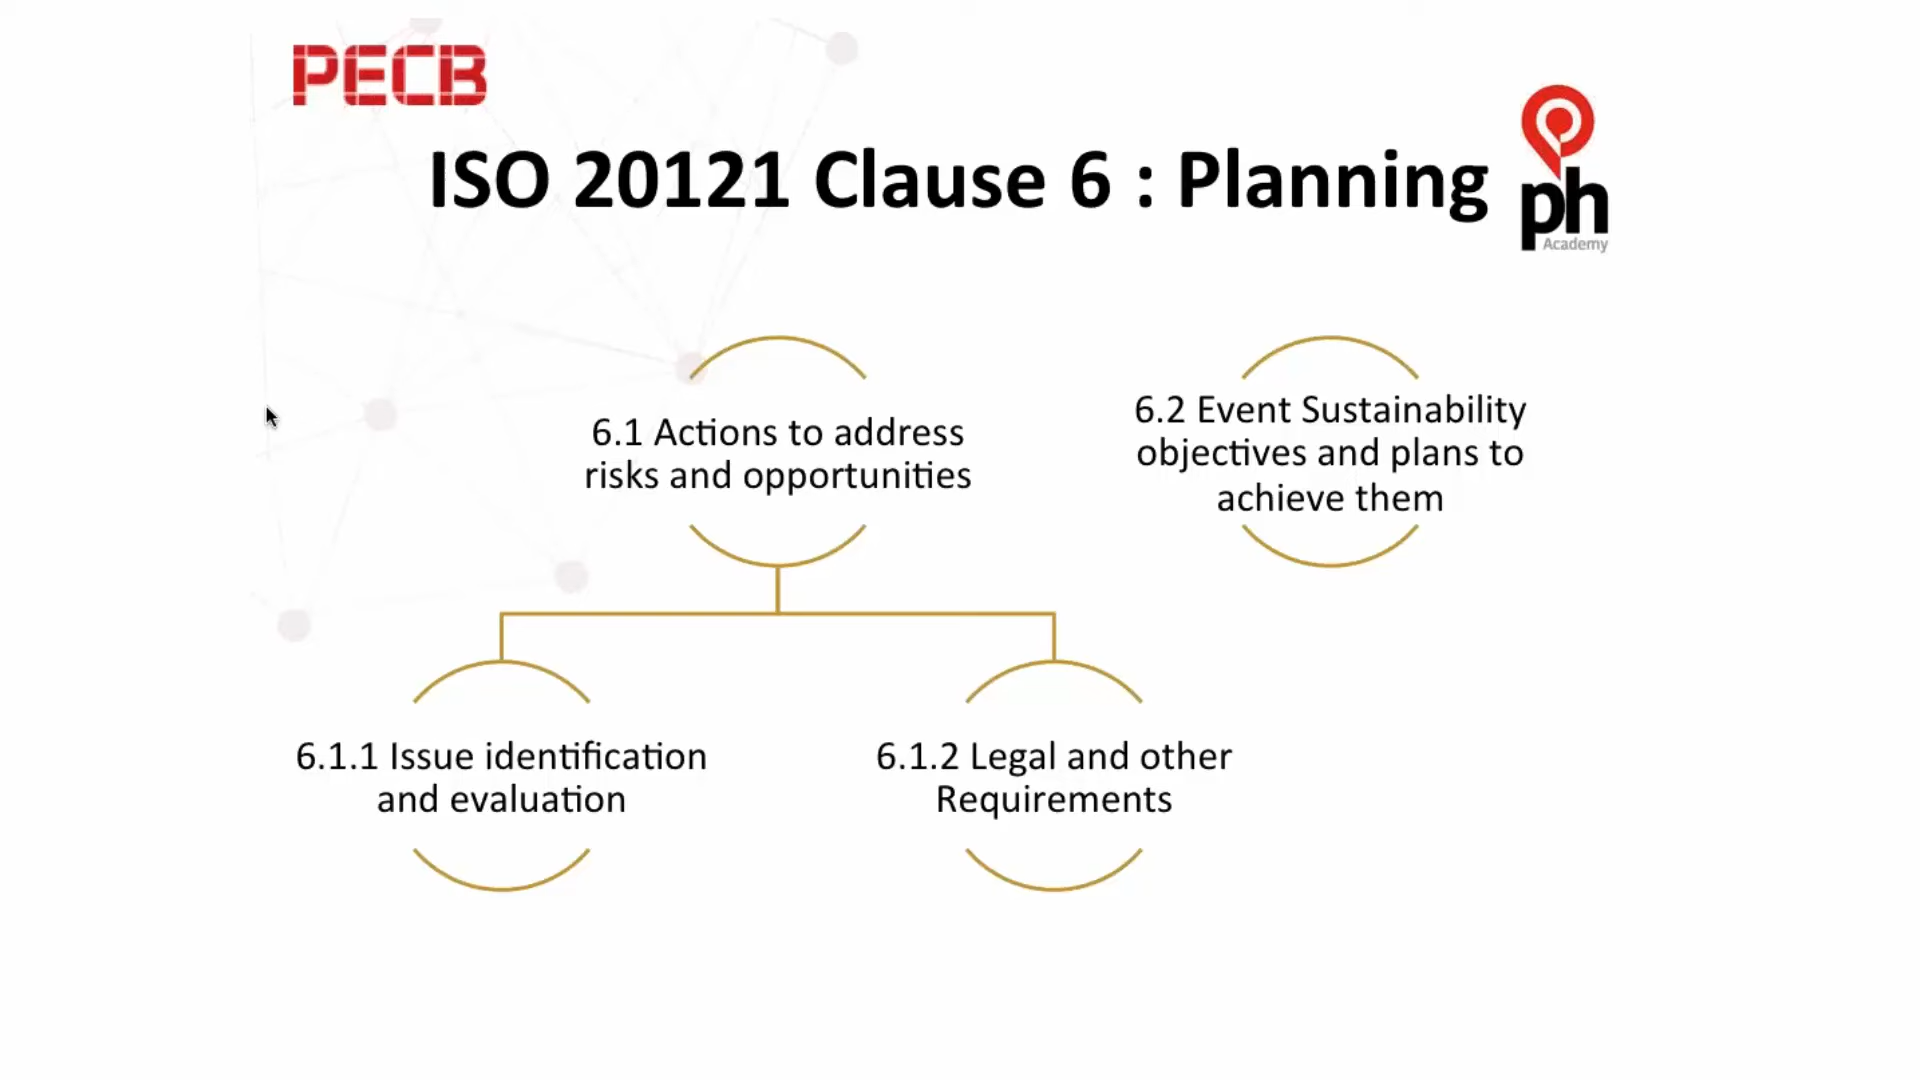 PECB
ISO 20121 Clause 6 : Planning
ph
Academy
6.1 Actions to address
risks and opportunities
6.2 Event Sustainability
objectives and plans to
achieve them
6.1.1 Issue identification
and evaluation
6.1.2 Legal and other
Requirements